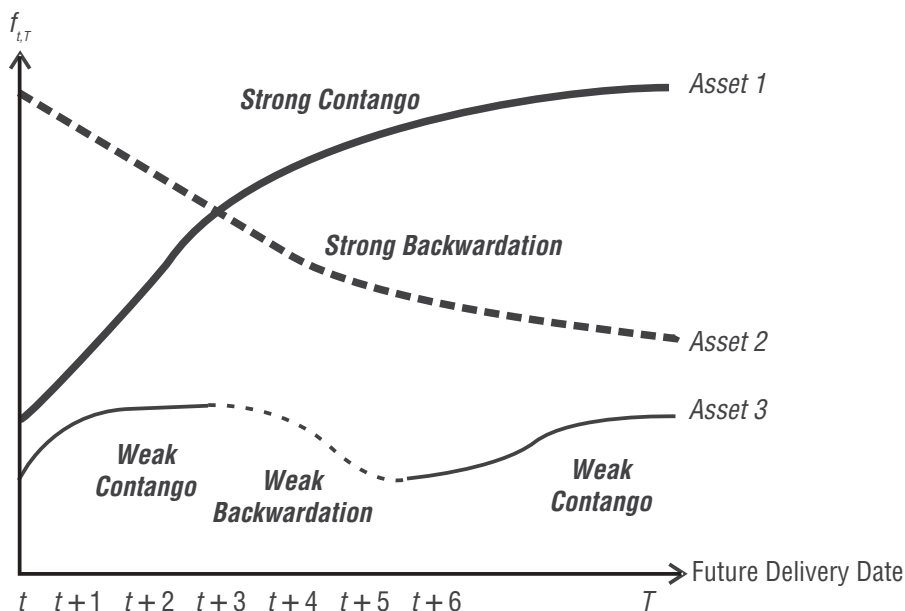 f t,T
Strong Contango
Asset 1
Strong Backwardation
Asset 2
Asset 3
Weak
Contango
Weak
Backwardation
Weak
Contango
Future Delivery Date
t t + 1 t + 2 t + 3 t + 4 t + 5 t + 6 T